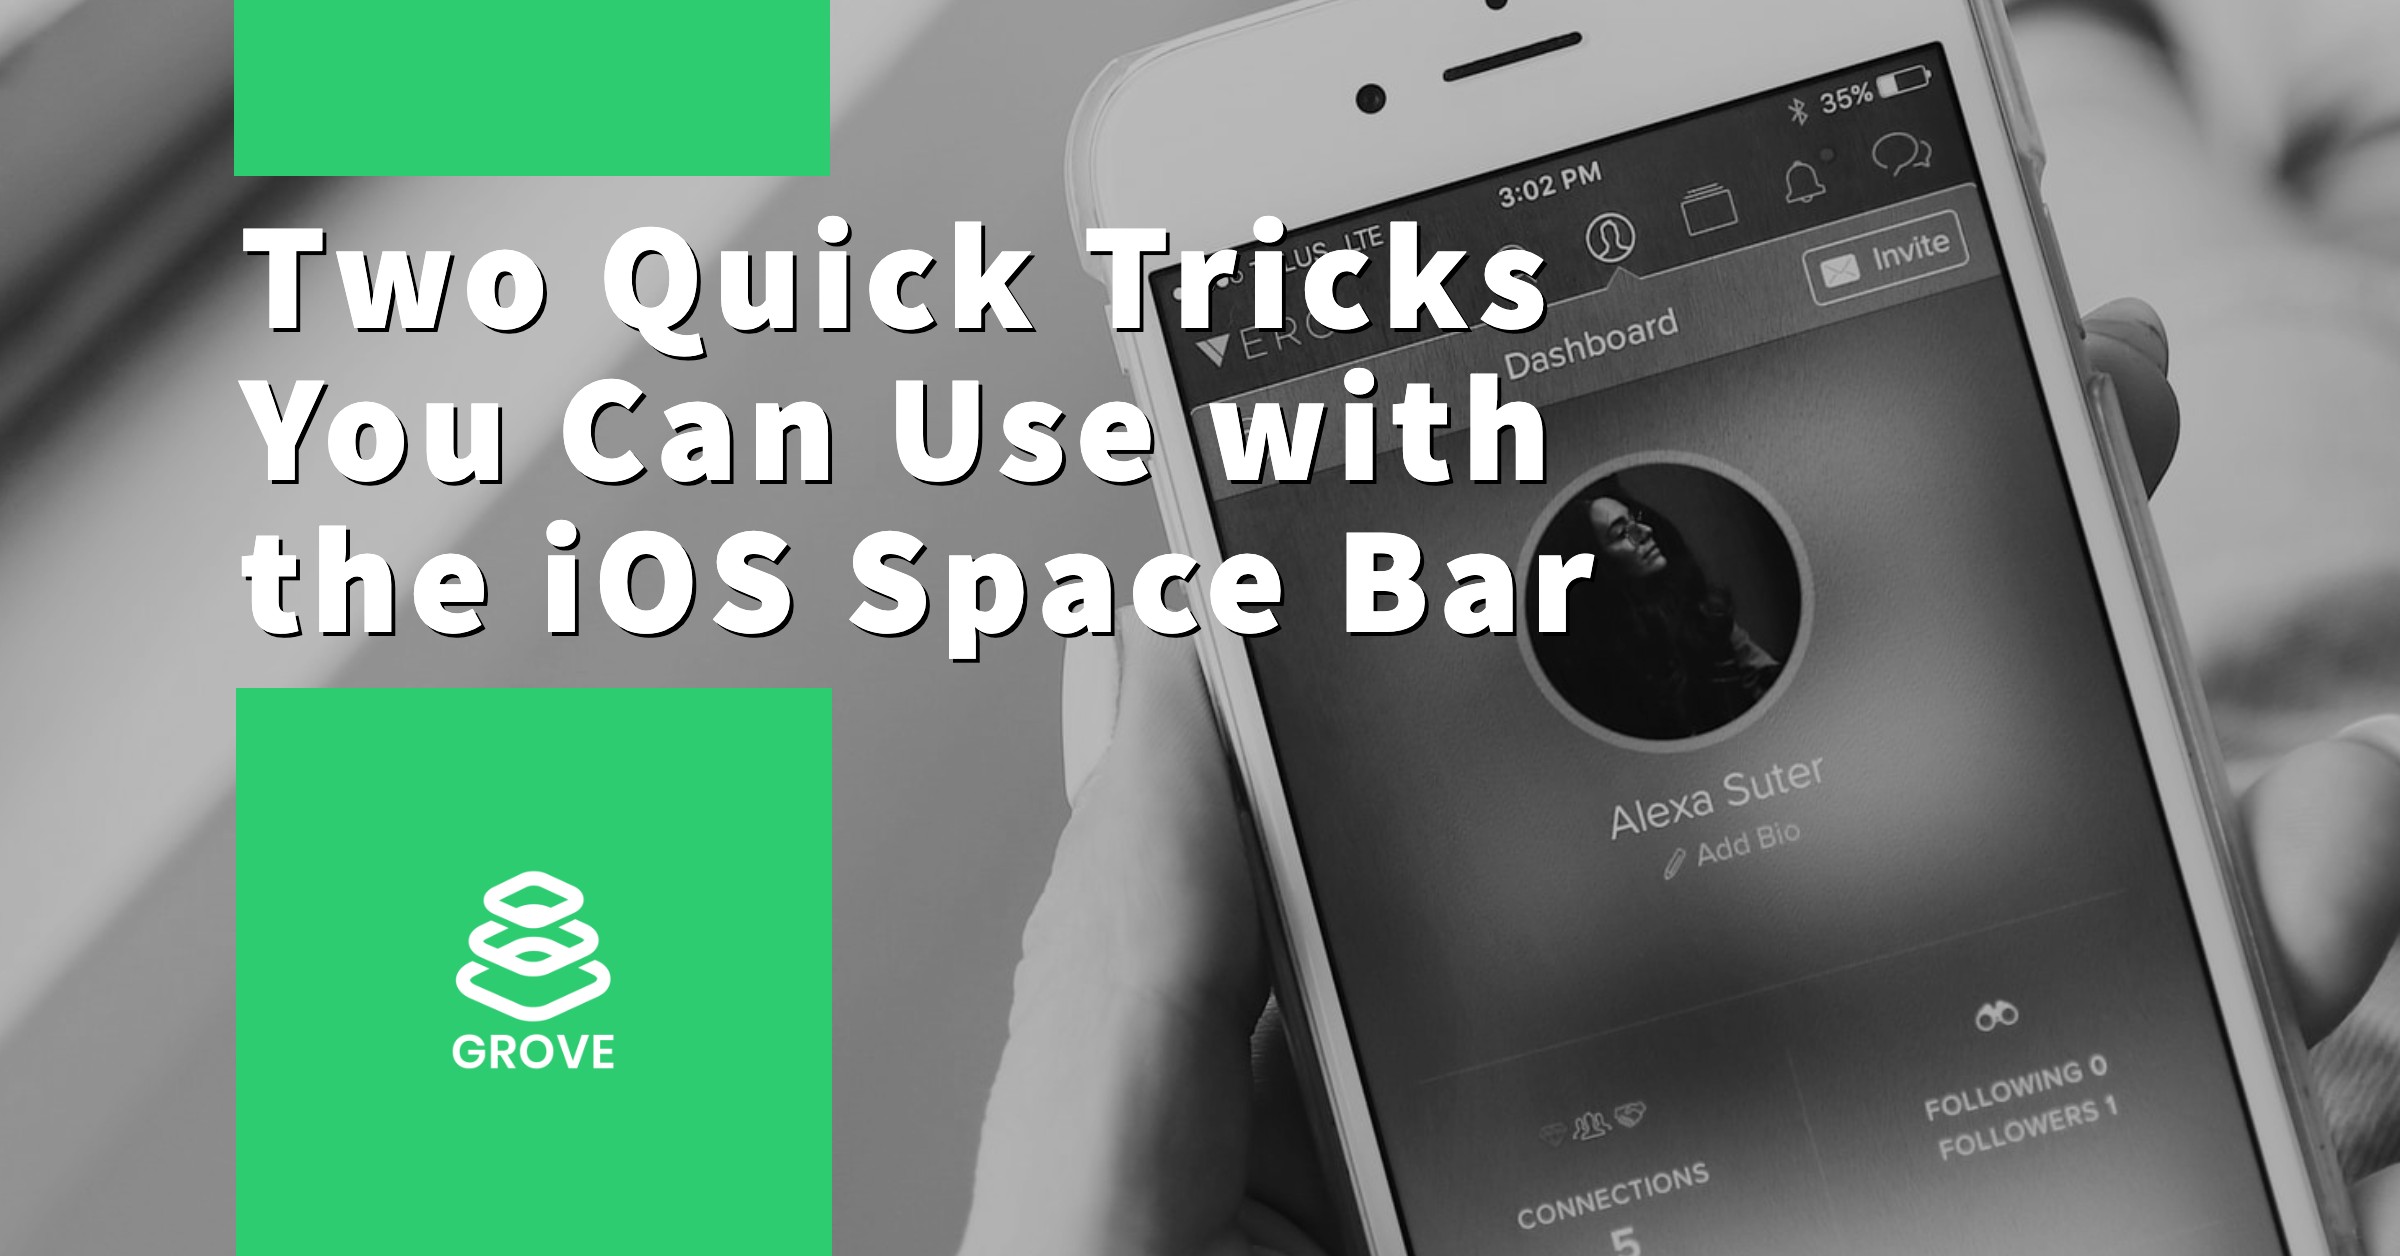 35%
3:02 PM
LTE
Invite
Dashboard
Two Quick Tricks
You Can Use with
the iOS Space Bar
Alexa Suter
Add Bio
GROVE
FOLLOWING 0
FOLLOWERS 1
CONNECTIONS
5